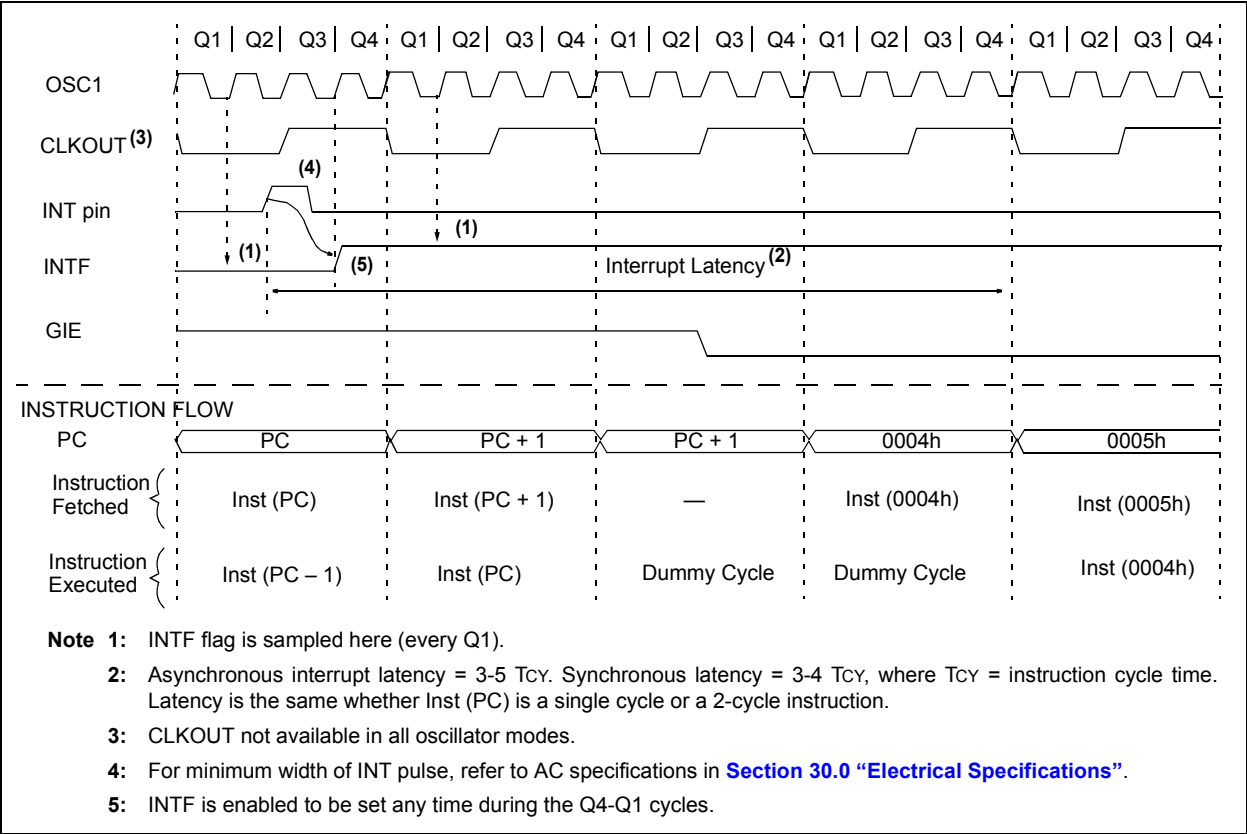 Q1 | Q2 | Q3 | Q4 Q1 | Q2 | Q3 | Q4 Q1 | Q2 | Q3 | Q4 Q1 | Q2 | Q3 | Q4 Q1 | Q2 | Q3 | Q4
OSC1
CLKOUT(3)
(4)
INT pin
(1)
(1)
(5)
INTF
Interrupt Latency(2)
GIE
INSTRUCTION FLOW
PC PC PC + 1 PC + 1 0004h 0005h
Instruction
Fetched
Inst (PC) Inst (PC + 1) — Inst (0004h) Inst (0005h)
Instruction
Executed
Inst (PC – 1) Inst (PC) Dummy Cycle Dummy Cycle Inst (0004h)
Note 1: INTF flag is sampled here (every Q1).
2: Asynchronous interrupt latency = 3-5 TCY. Synchronous latency = 3-4 TCY, where TCY = instruction cycle time.
Latency is the same whether Inst (PC) is a single cycle or a 2-cycle instruction.
3: CLKOUT not available in all oscillator modes.
4: For minimum width of INT pulse, refer to AC specifications in Section 30.0 “Electrical Specifications”.
5: INTF is enabled to be set any time during the Q4-Q1 cycles.